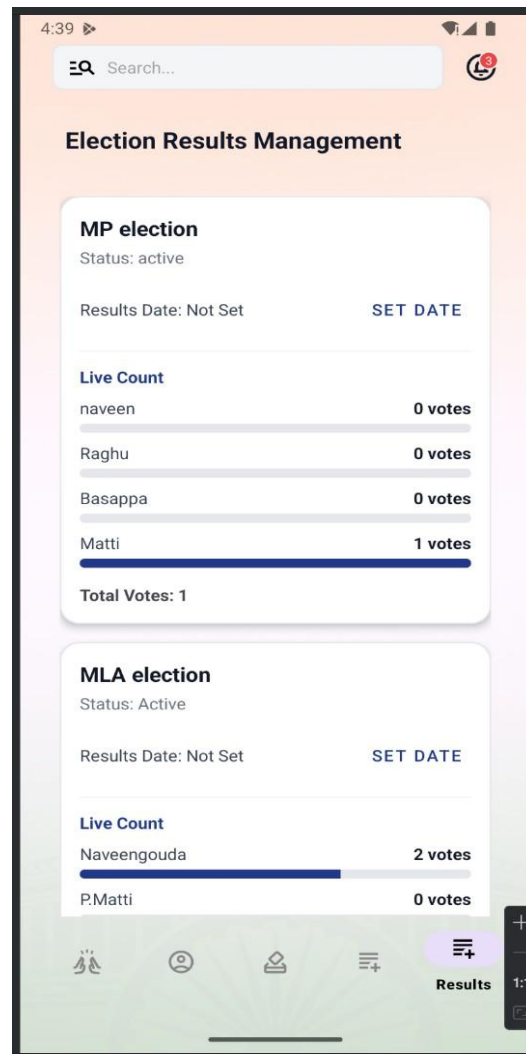 4:39
Search...
3
Election Results Management
MP election
Status: active
Results Date: Not Set SET DATE
Live Count
naveen 0 votes
Raghu 0 votes
Basappa 0 votes
Matti 1 votes
Total Votes: 1
MLA election
Status: Active
Results Date: Not Set SET DATE
Live Count
Naveengouda 2 votes
P.Matti 0 votes
Results